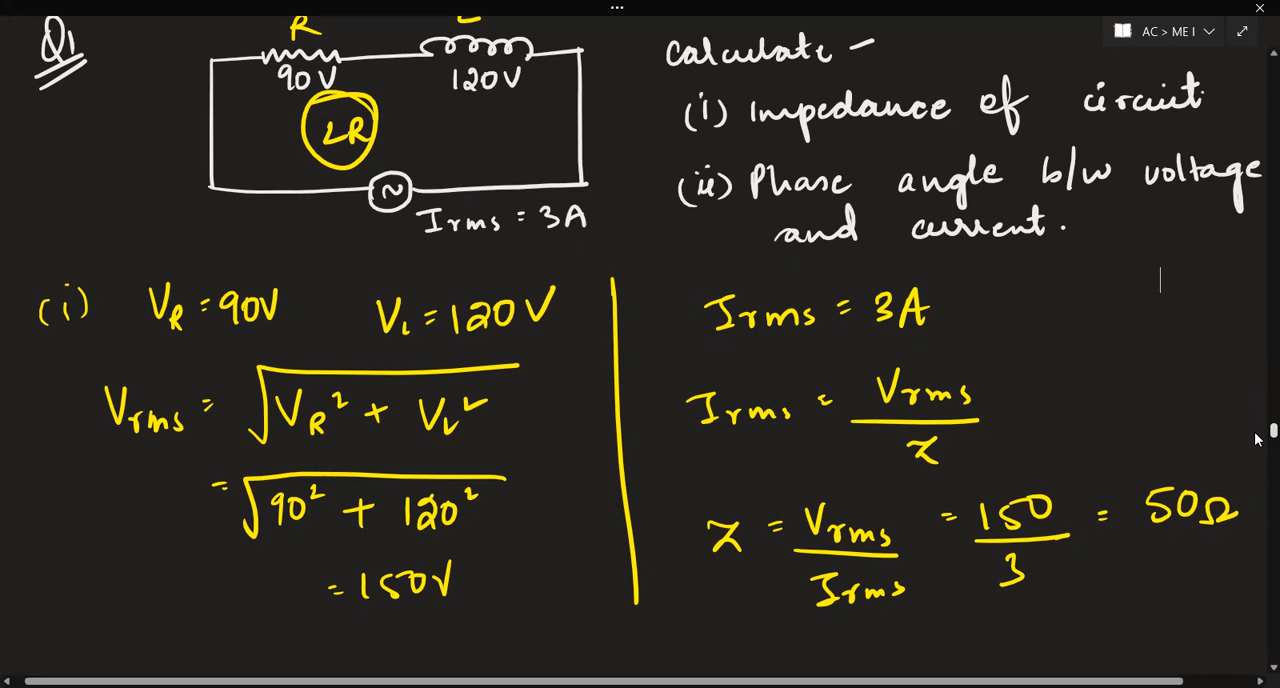 ...
AC > ME I
Q1
R L
90V 120V
LR
Irms = 3A
Calculate -
(i) Impedance of circuit
(ii) Phase angle b/w voltage
and current.
(i) VR = 90V VL = 120V
Vrms = √VR² + VL²
= √90² + 120²
= 150V
Irms = 3A
Irms = Vrms / Z
Z = Vrms / Irms = 150 / 3 = 50Ω